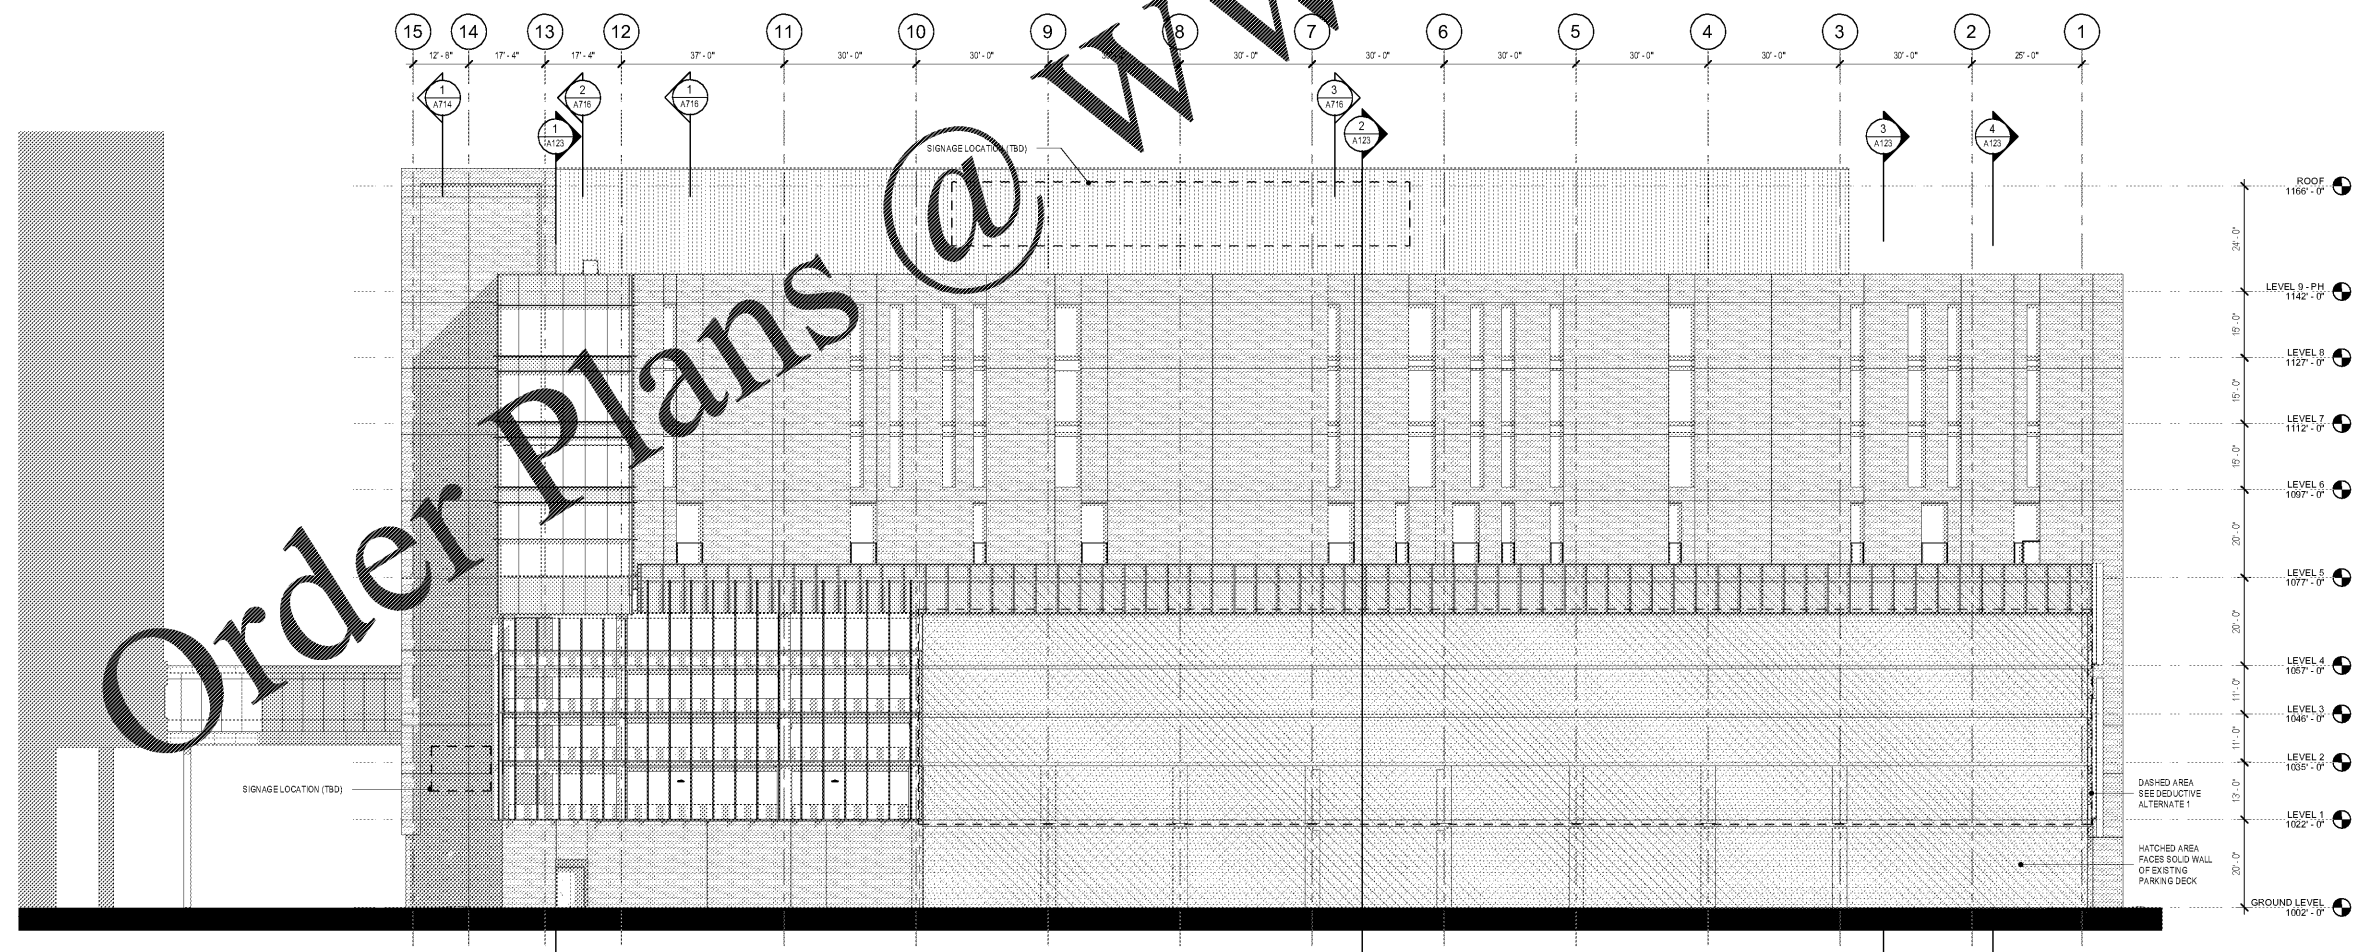 15 14 13 12 11 10 9 8 7 6 5 4 3 2 1
12' - 8" 17' - 4" 17' - 4" 37' - 0" 30' - 0" 30' - 0" 30' - 0" 30' - 0" 30' - 0" 30' - 0" 30' - 0" 30' - 0" 25' - 0"
1
A714
2
A716
1
A716
3
A716
1
A123
2
A123
3
A123
4
A123
SIGNAGE LOCATION (TBD)
Order Plans @ WW
ROOF
1166' - 0"
24' - 0"
LEVEL 9 - PH
1142' - 0"
15' - 0"
LEVEL 8
1127' - 0"
15' - 0"
LEVEL 7
1112' - 0"
15' - 0"
LEVEL 6
1097' - 0"
20' - 0"
LEVEL 5
1077' - 0"
20' - 0"
LEVEL 4
1057' - 0"
11' - 0"
LEVEL 3
1046' - 0"
11' - 0"
LEVEL 2
1035' - 0"
13' - 0"
LEVEL 1
1022' - 0"
20' - 0"
GROUND LEVEL
1002' - 0"
SIGNAGE LOCATION (TBD)
DASHED AREA
SEE DEDUCTIVE
ALTERNATE 1
HATCHED AREA
FACES SOLID WALL
OF EXISTING
PARKING DECK